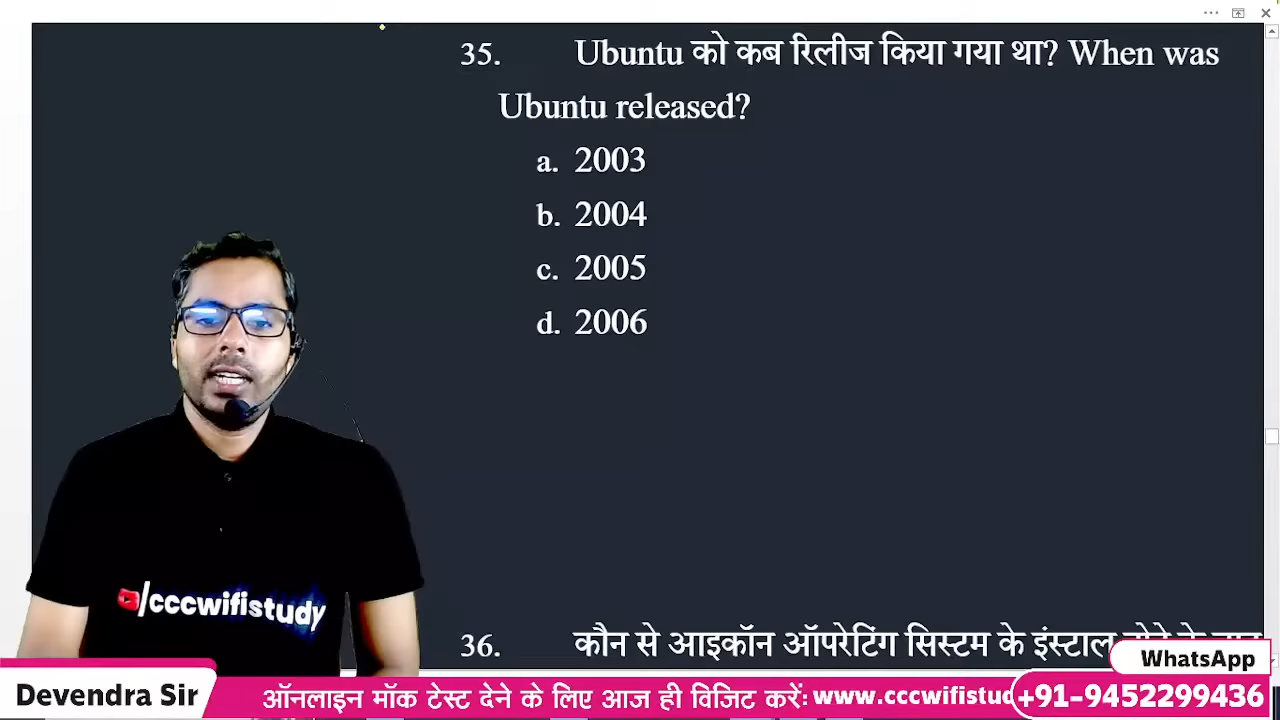 35. Ubuntu को कब रिलीज किया गया था? When was
Ubuntu released?
a. 2003
b. 2004
c. 2005
d. 2006
/cccwifistudy
36. कौन से आइकॉन ऑपरेटिंग सिस्टम के इंस्टाल
WhatsApp
Devendra Sir
ऑनलाइन मॉक टेस्ट देने के लिए आज ही विजिट करें: www.cccwifistud
+91-9452299436